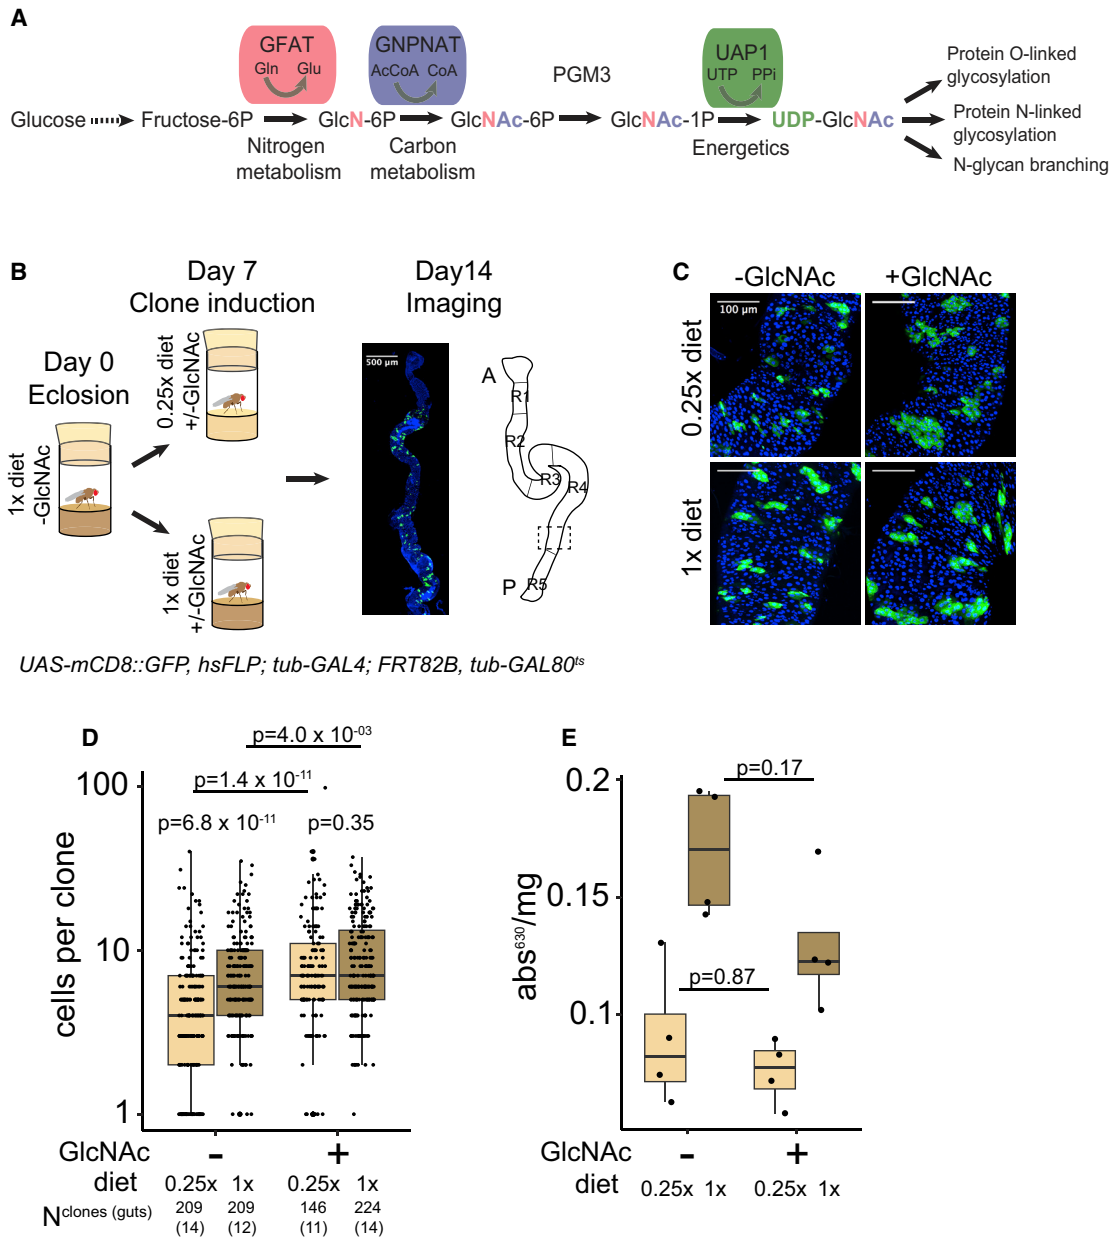 A
GFAT
Gln Glu
GNPNAT
AcCoA CoA
PGM3
UAP1
UTP PPi
Protein O-linked
glycosylation
Glucose Fructose-6P GlcN-6P GlcNAc-6P GlcNAc-1P UDP-GlcNAc
Protein N-linked
glycosylation
Nitrogen
metabolism
Carbon
metabolism
Energetics
N-glycan branching
B
Day 0
Eclosion
1x diet
-GlcNAc
Day 7
Clone induction
0.25x diet
+/-GlcNAc
1x diet
+/-GlcNAc
Day14
Imaging
500 µm
A
R1
R2
R3
R4
P R5
UAS-mCD8::GFP, hsFLP; tub-GAL4; FRT82B, tub-GAL80ts
C
-GlcNAc +GlcNAc
0.25x diet
100 µm
1x diet
D
p=4.0 x 10-03
p=1.4 x 10-11
p=6.8 x 10-11
p=0.35
cells per clone
100
10
1
GlcNAc - +
diet 0.25x 1x 0.25x 1x
Nclones (guts) 209 209 146 224
(14) (12) (11) (14)
E
p=0.17
p=0.87
abs630/mg
0.2
0.15
0.1
GlcNAc - +
diet 0.25x 1x 0.25x 1x